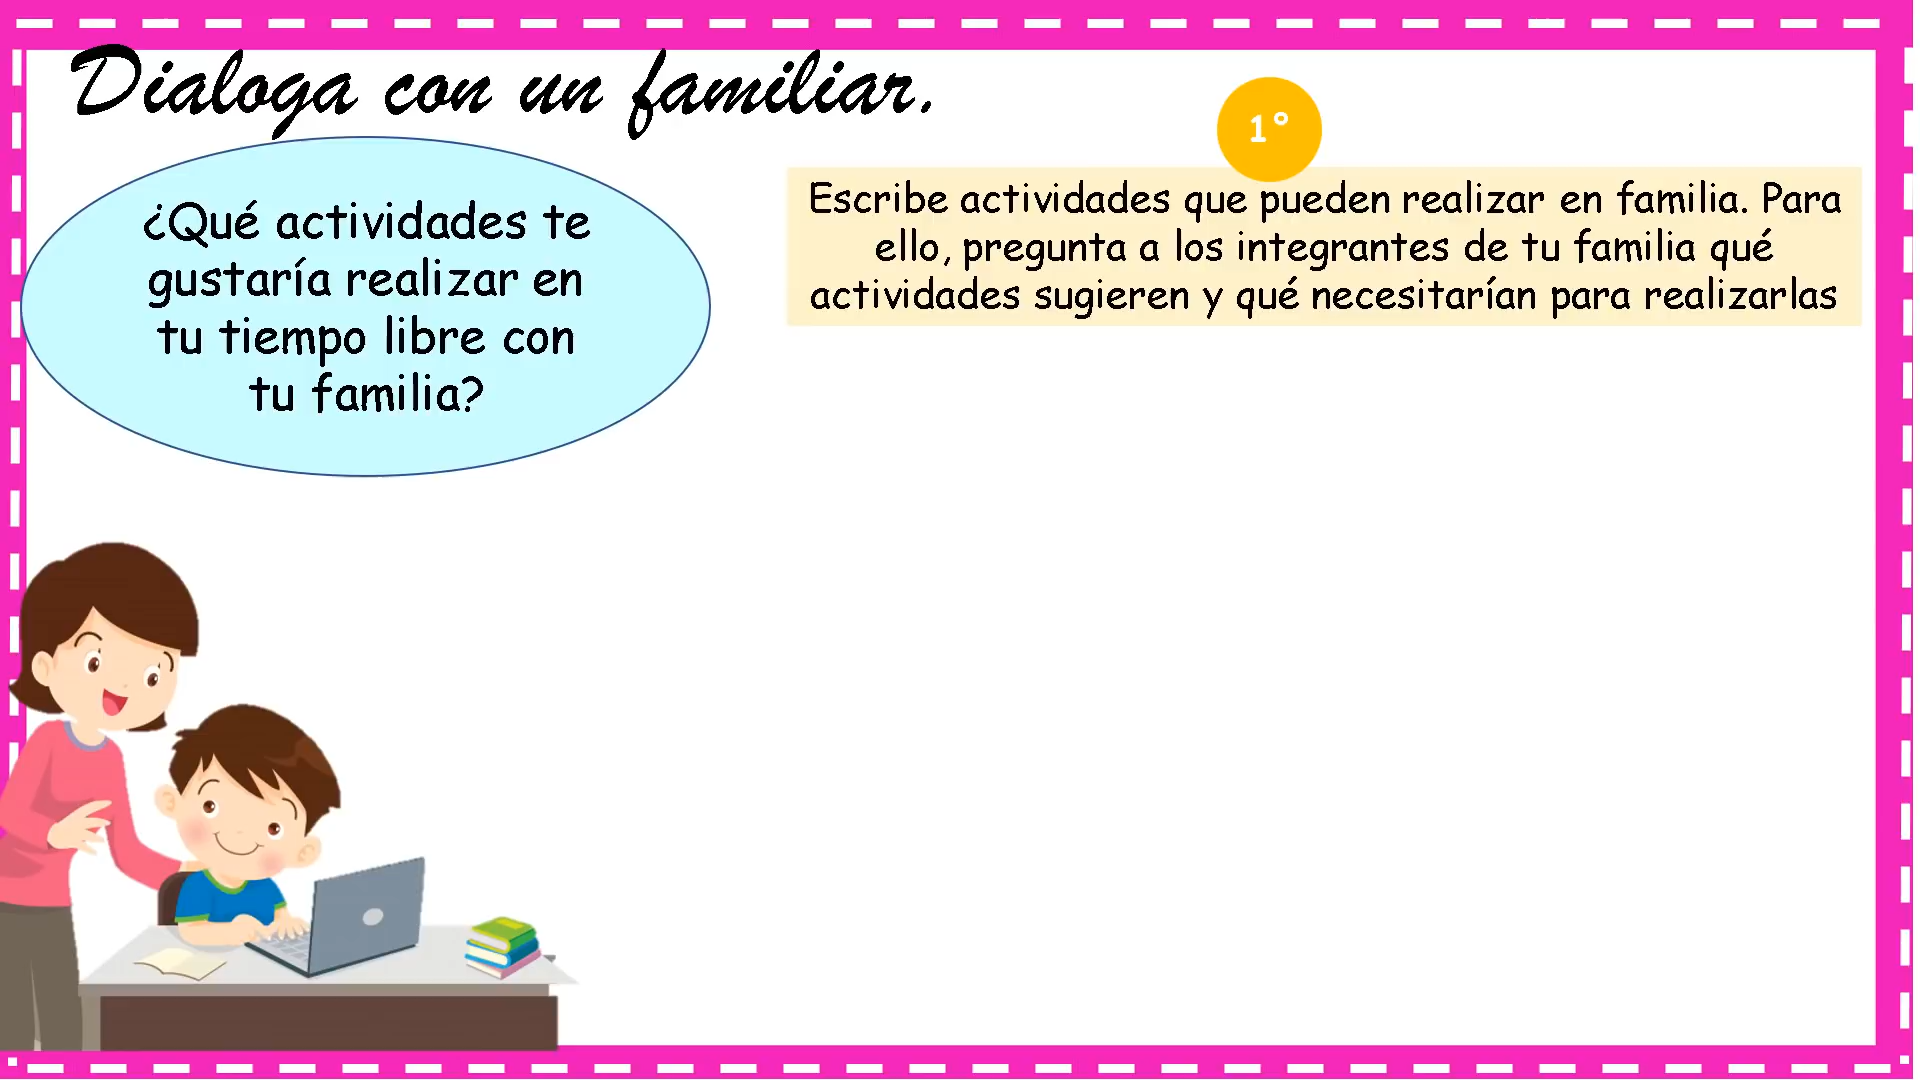 Dialoga con un familiar.
¿Qué actividades te
gustaría realizar en
tu tiempo libre con
tu familia?
1°
Escribe actividades que pueden realizar en familia. Para
ello, pregunta a los integrantes de tu familia qué
actividades sugieren y qué necesitarían para realizarlas